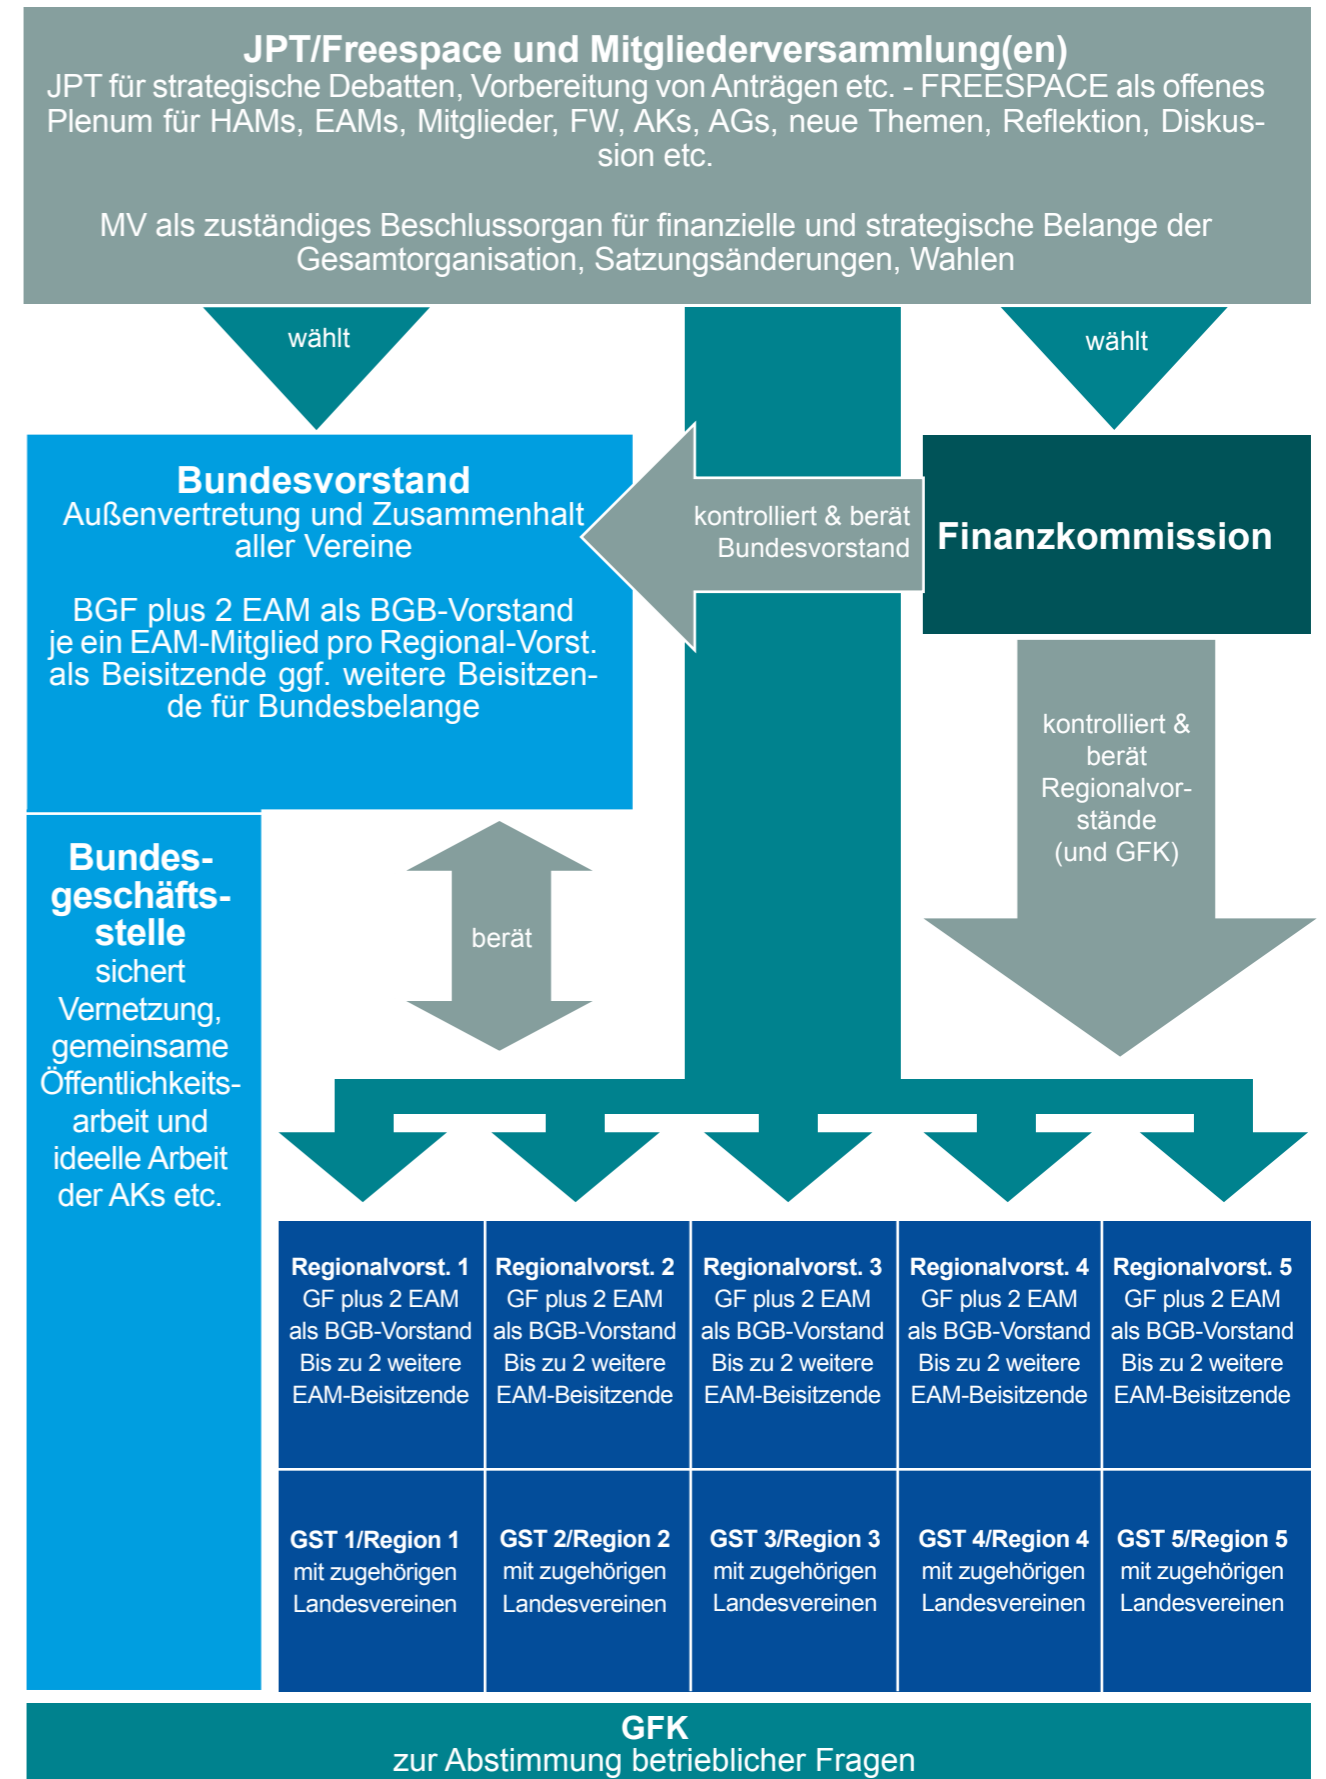 JPT/Freespace und Mitgliederversammlung(en)
JPT für strategische Debatten, Vorbereitung von Anträgen etc. - FREESPACE als offenes
Plenum für HAMs, EAMs, Mitglieder, FW, AKs, AGs, neue Themen, Reflektion, Diskus-
sion etc.
MV als zuständiges Beschlussorgan für finanzielle und strategische Belange der
Gesamtorganisation, Satzungsänderungen, Wahlen
wählt
wählt
Bundesvorstand
Außenvertretung und Zusammenhalt
aller Vereine
BGF plus 2 EAM als BGB-Vorstand
je ein EAM-Mitglied pro Regional-Vorst.
als Beisitzende ggf. weitere Beisitzen-
de für Bundesbelange
kontrolliert & berät
Bundesvorstand
Finanzkommission
kontrolliert &
berät
Regionalvor-
stände
(und GFK)
Bundes-
geschäfts-
stelle
sichert
Vernetzung,
gemeinsame
Öffentlichkeits-
arbeit und
ideelle Arbeit
der AKs etc.
berät
Regionalvorst. 1
GF plus 2 EAM
als BGB-Vorstand
Bis zu 2 weitere
EAM-Beisitzende
Regionalvorst. 2
GF plus 2 EAM
als BGB-Vorstand
Bis zu 2 weitere
EAM-Beisitzende
Regionalvorst. 3
GF plus 2 EAM
als BGB-Vorstand
Bis zu 2 weitere
EAM-Beisitzende
Regionalvorst. 4
GF plus 2 EAM
als BGB-Vorstand
Bis zu 2 weitere
EAM-Beisitzende
Regionalvorst. 5
GF plus 2 EAM
als BGB-Vorstand
Bis zu 2 weitere
EAM-Beisitzende
GST 1/Region 1
mit zugehörigen
Landesvereinen
GST 2/Region 2
mit zugehörigen
Landesvereinen
GST 3/Region 3
mit zugehörigen
Landesvereinen
GST 4/Region 4
mit zugehörigen
Landesvereinen
GST 5/Region 5
mit zugehörigen
Landesvereinen
GFK
zur Abstimmung betrieblicher Fragen